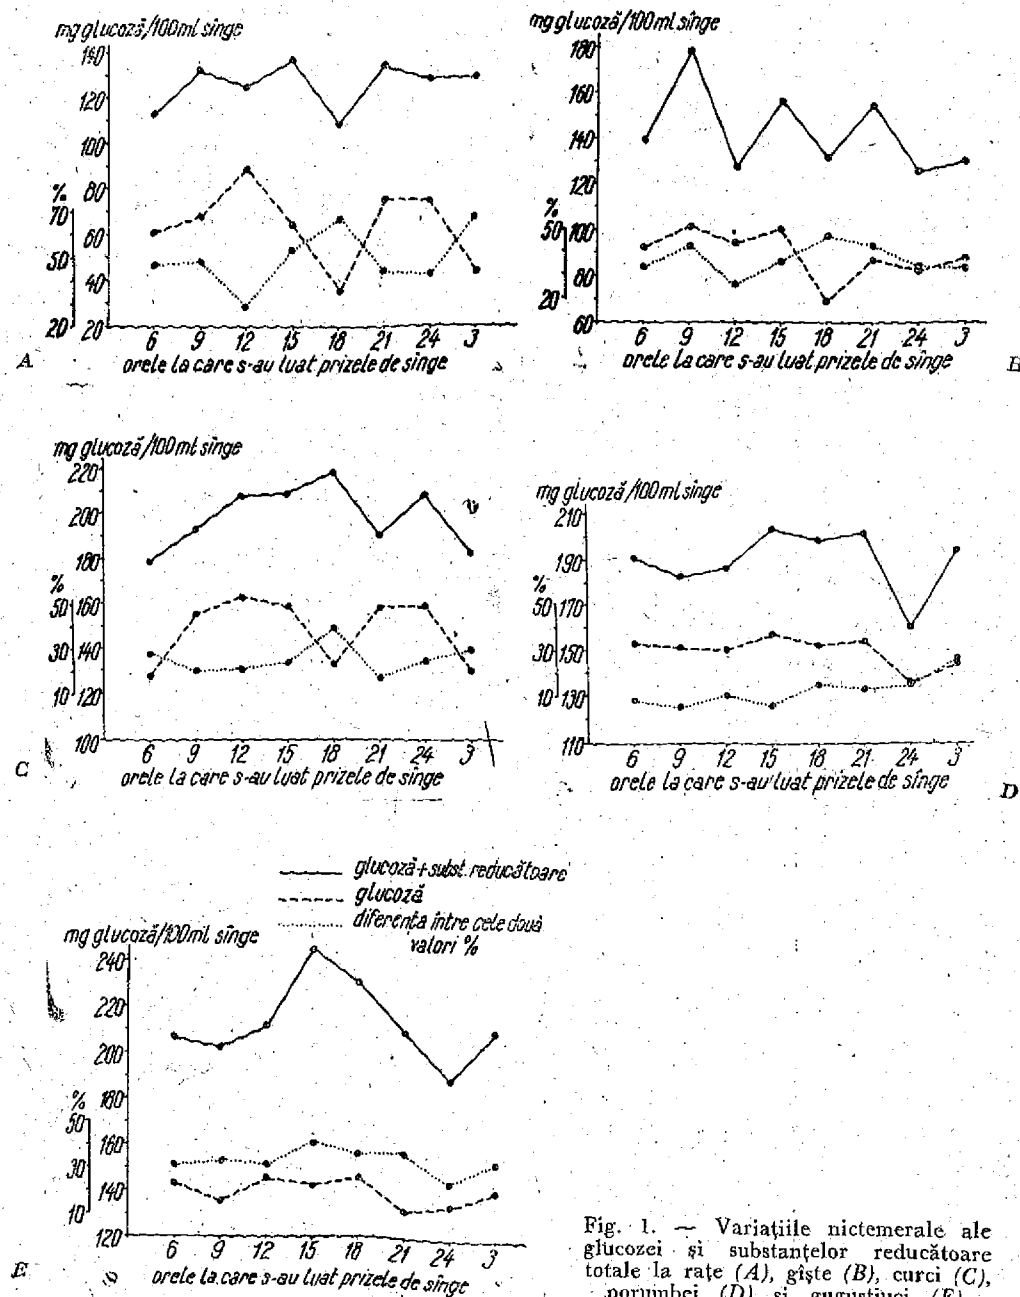 mg glucoză/100ml sînge
140
120
100
80
60
40
20
%
70
50
20
6 9 12 15 18 21 24 3
orele la care s-au luat prizele de sînge
A
mg glucoză/100ml sînge
180
160
140
120
100
80
60
%
50
20
6 9 12 15 18 21 24 3
orele la care s-au luat prizele de sînge
mg glucoză/100ml sînge
220
200
180
160
140
120
100
%
50
30
10
6 9 12 15 18 21 24 3
orele la care s-au luat prizele de sînge
C
mg glucoză/100ml sînge
210
190
170
150
130
110
%
50
30
10
6 9 12 15 18 21 24 3
orele la care s-au luat prizele de sînge
D
glucoză+subst. reducătoare
glucoză
diferența între cele două
valori %
mg glucoză/100ml sînge
240
220
200
180
160
140
120
%
50
30
10
6 9 12 15 18 21 24 3
orele la care s-au luat prizele de sînge
E
Fig. 1. — Variațiile nictemerale ale
glucozei și substanțelor reducătoare
totale la rațe (A), gîște (B), curci (C),
porumbei (D) și guguștiuci (E)